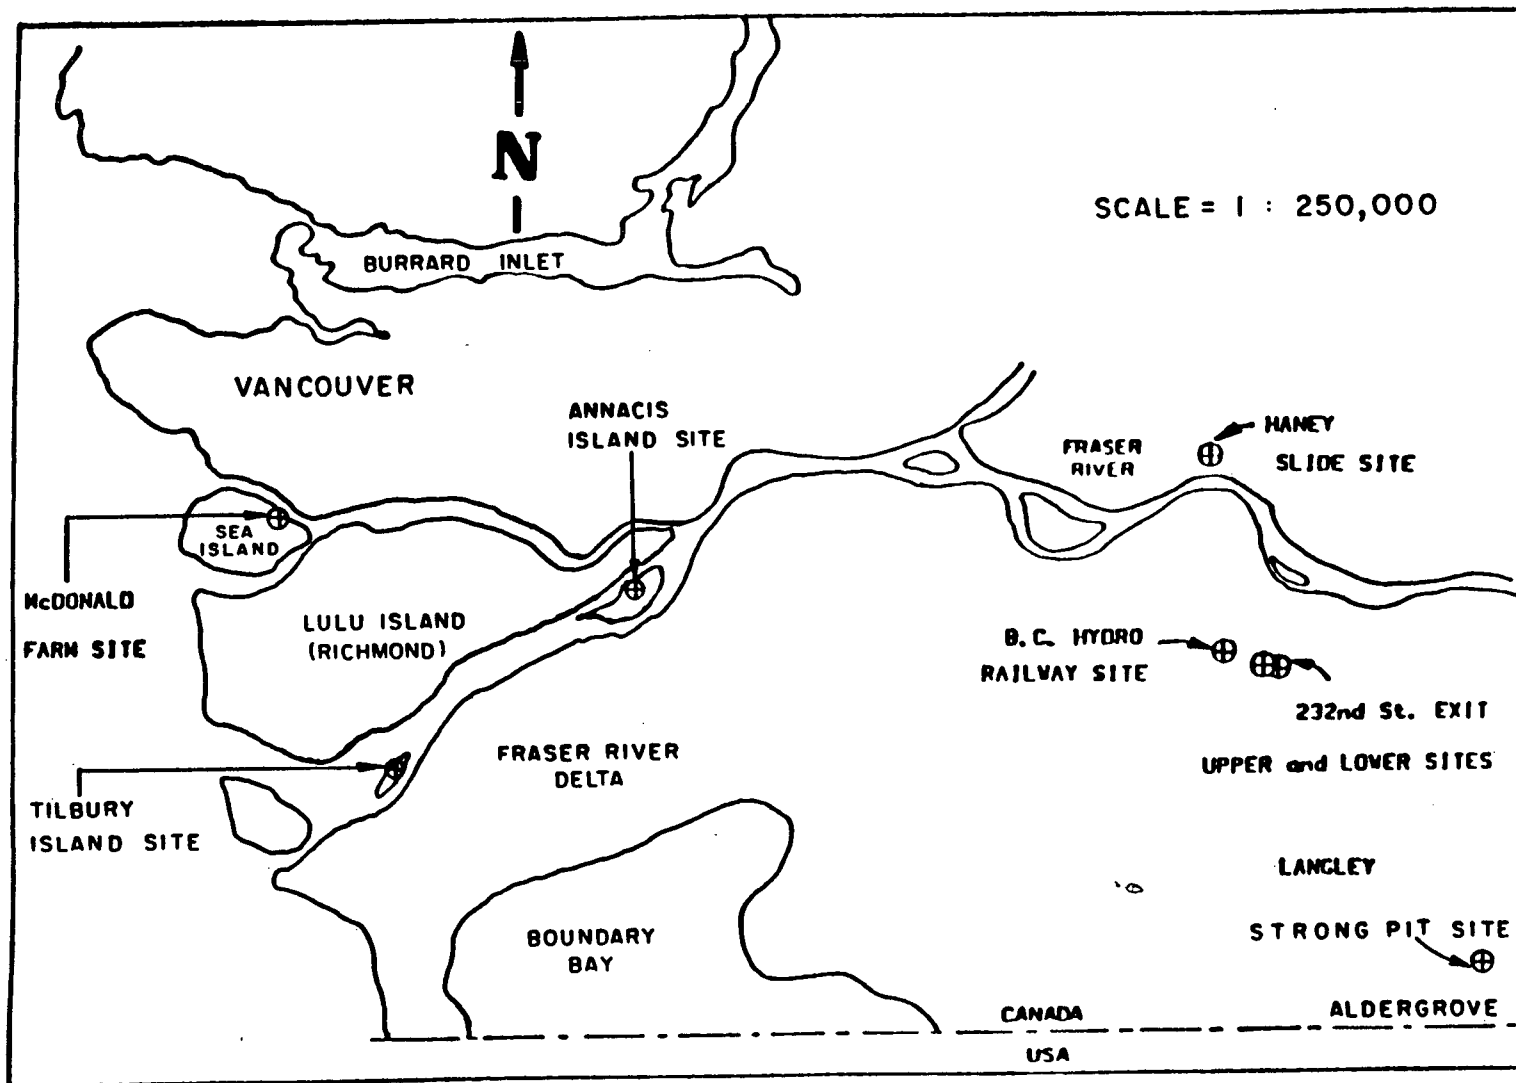 N
SCALE = 1 : 250,000
BURRARD INLET
VANCOUVER
ANNACIS
ISLAND SITE
FRASER
RIVER
HANEY
SLIDE SITE
SEA
ISLAND
McDONALD
FARM SITE
LULU ISLAND
(RICHMOND)
B.C. HYDRO
RAILWAY SITE
232nd St. EXIT
UPPER and LOWER SITES
FRASER RIVER
DELTA
TILBURY
ISLAND SITE
LANGLEY
STRONG PIT SITE
BOUNDARY
BAY
ALDERGROVE
CANADA
USA